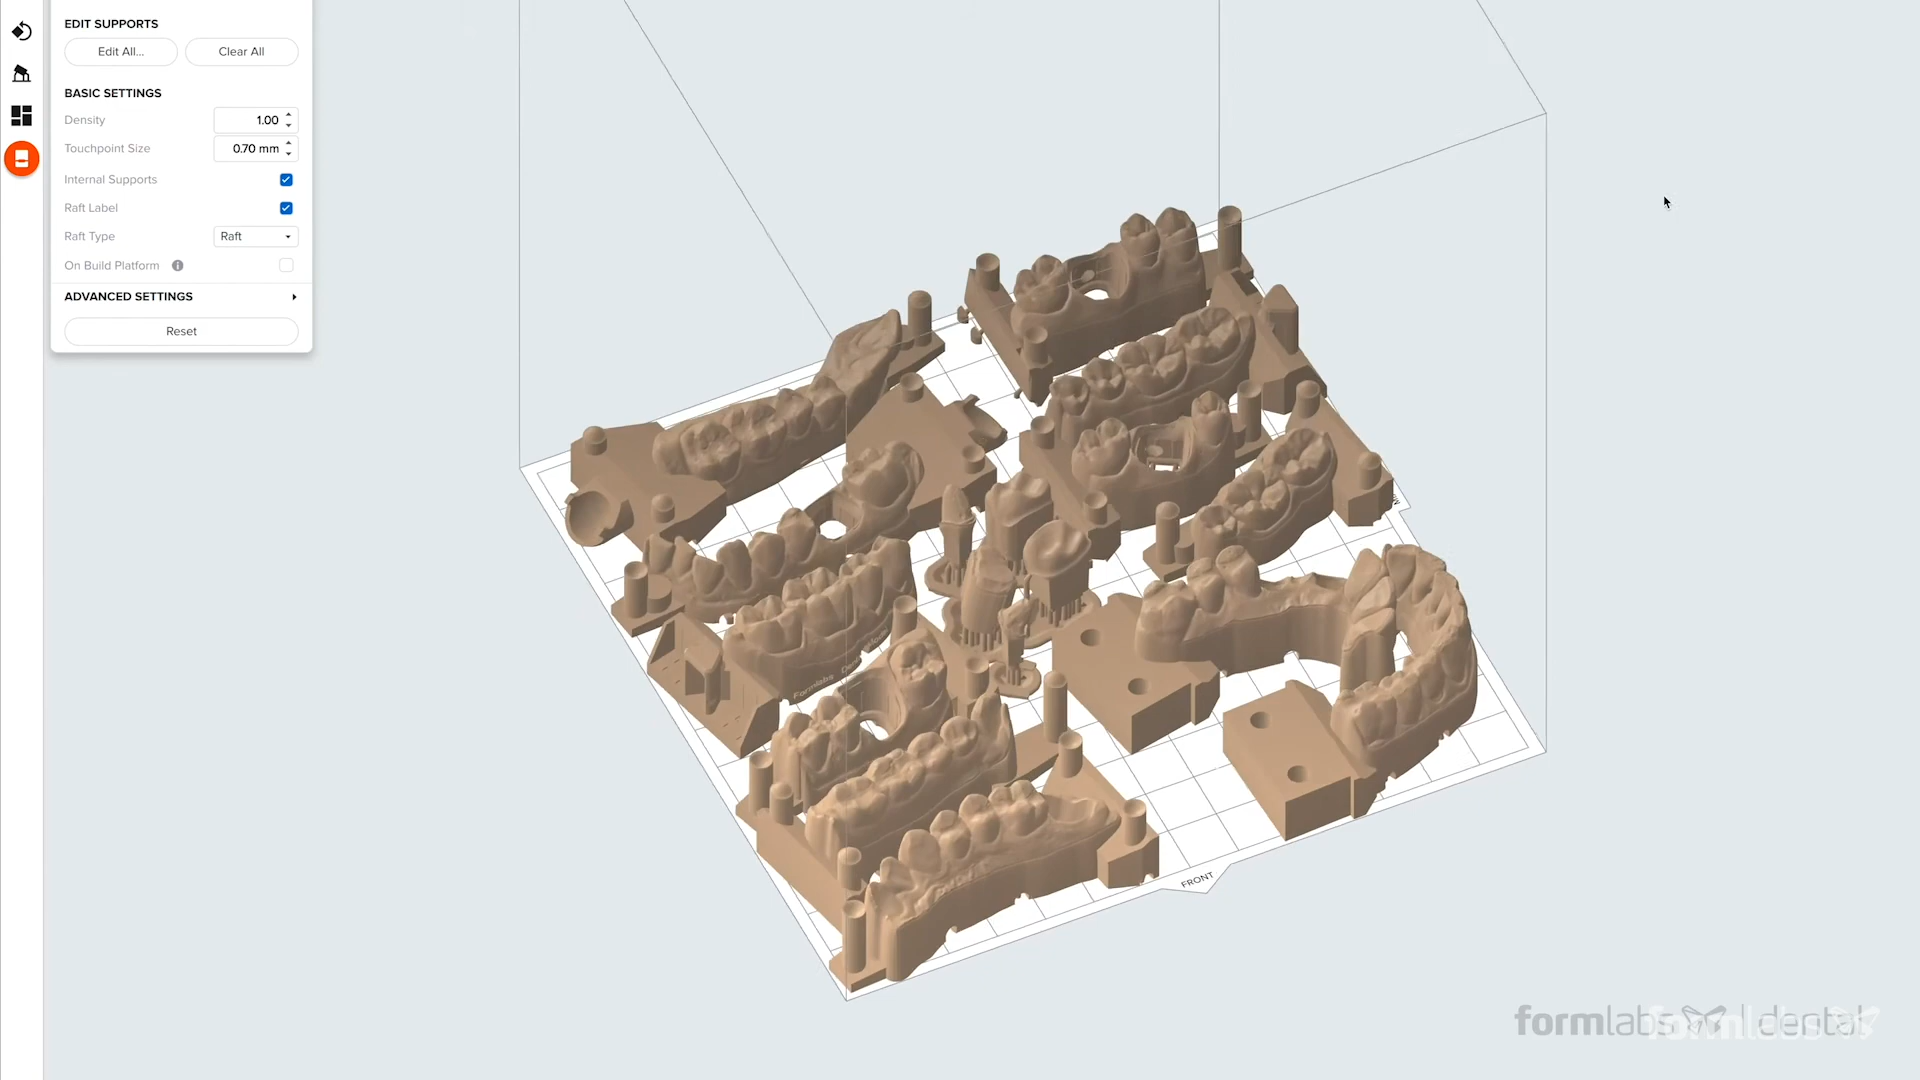 EDIT SUPPORTS
Edit All...
Clear All
BASIC SETTINGS
Density
1.00
Touchpoint Size
0.70 mm
Internal Supports
Raft Label
Raft Type
Raft
On Build Platform
ADVANCED SETTINGS
Reset
Formlabs
FRONT
formlabs | dental